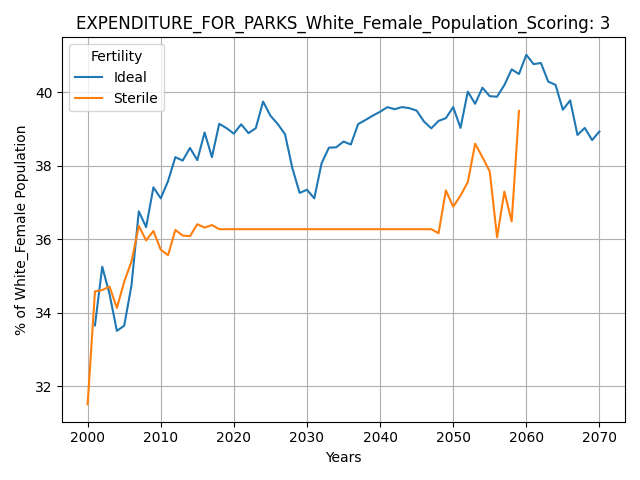 EXPENDITURE_FOR_PARKS_White_Female_Population_Scoring: 3
Fertility
Ideal
Sterile
% of White_Female Population
40
38
36
34
32
2000 2010 2020 2030 2040 2050 2060 2070
Years